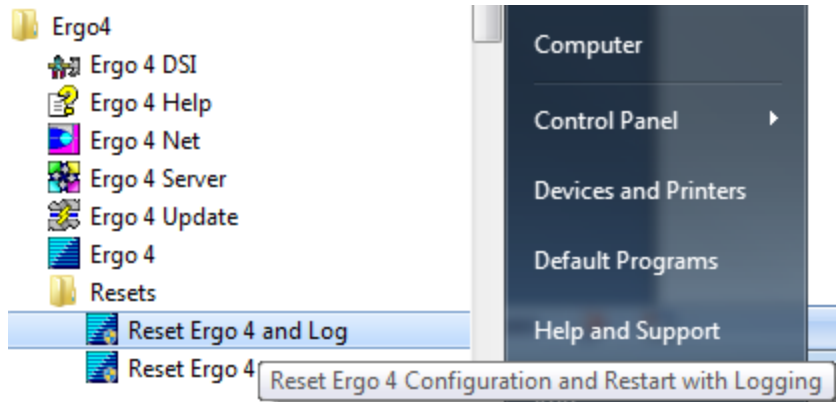 Ergo4
Ergo 4 DSI
Ergo 4 Help
Ergo 4 Net
Ergo 4 Server
Ergo 4 Update
Ergo 4
Resets
Reset Ergo 4 and Log
Reset Ergo 4
Reset Ergo 4 Configuration and Restart with Logging
Computer
Control Panel
Devices and Printers
Default Programs
Help and Support